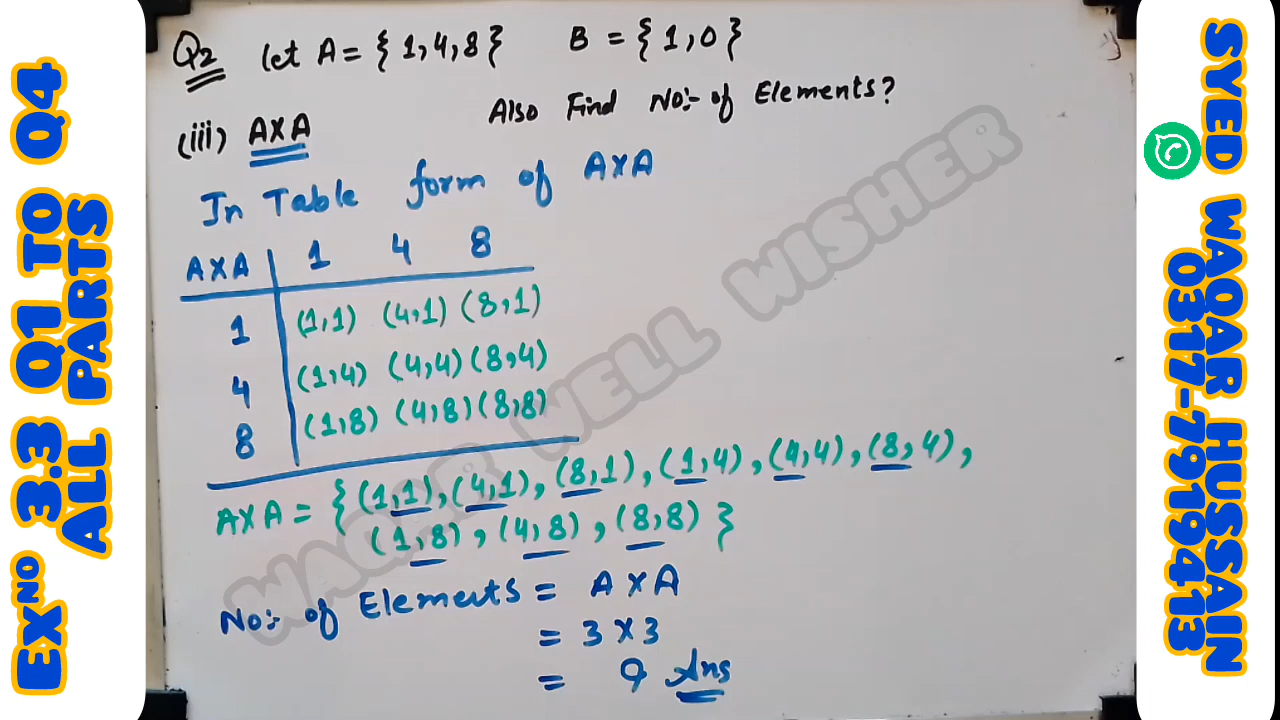 EXNO 3.3 Q1 TO Q4
ALL PARTS
Q2 let A = { 1, 4, 8 } B = { 1, 0 }
Also Find No:- of Elements?
(iii) AXA
In Table form of AXA
AXA 1 4 8
1 (1,1) (4,1) (8,1)
4 (1,4) (4,4) (8,4)
8 (1,8) (4,8) (8,8)
AXA = { (1,1), (4,1), (8,1), (1,4), (4,4), (8,4),
(1,8), (4,8), (8,8) }
No:- of Elements = A X A
= 3 X 3
= 9 Ans
WAQAR WELL WISHER
SYED WAQAR HUSSAIN
0317-7919413